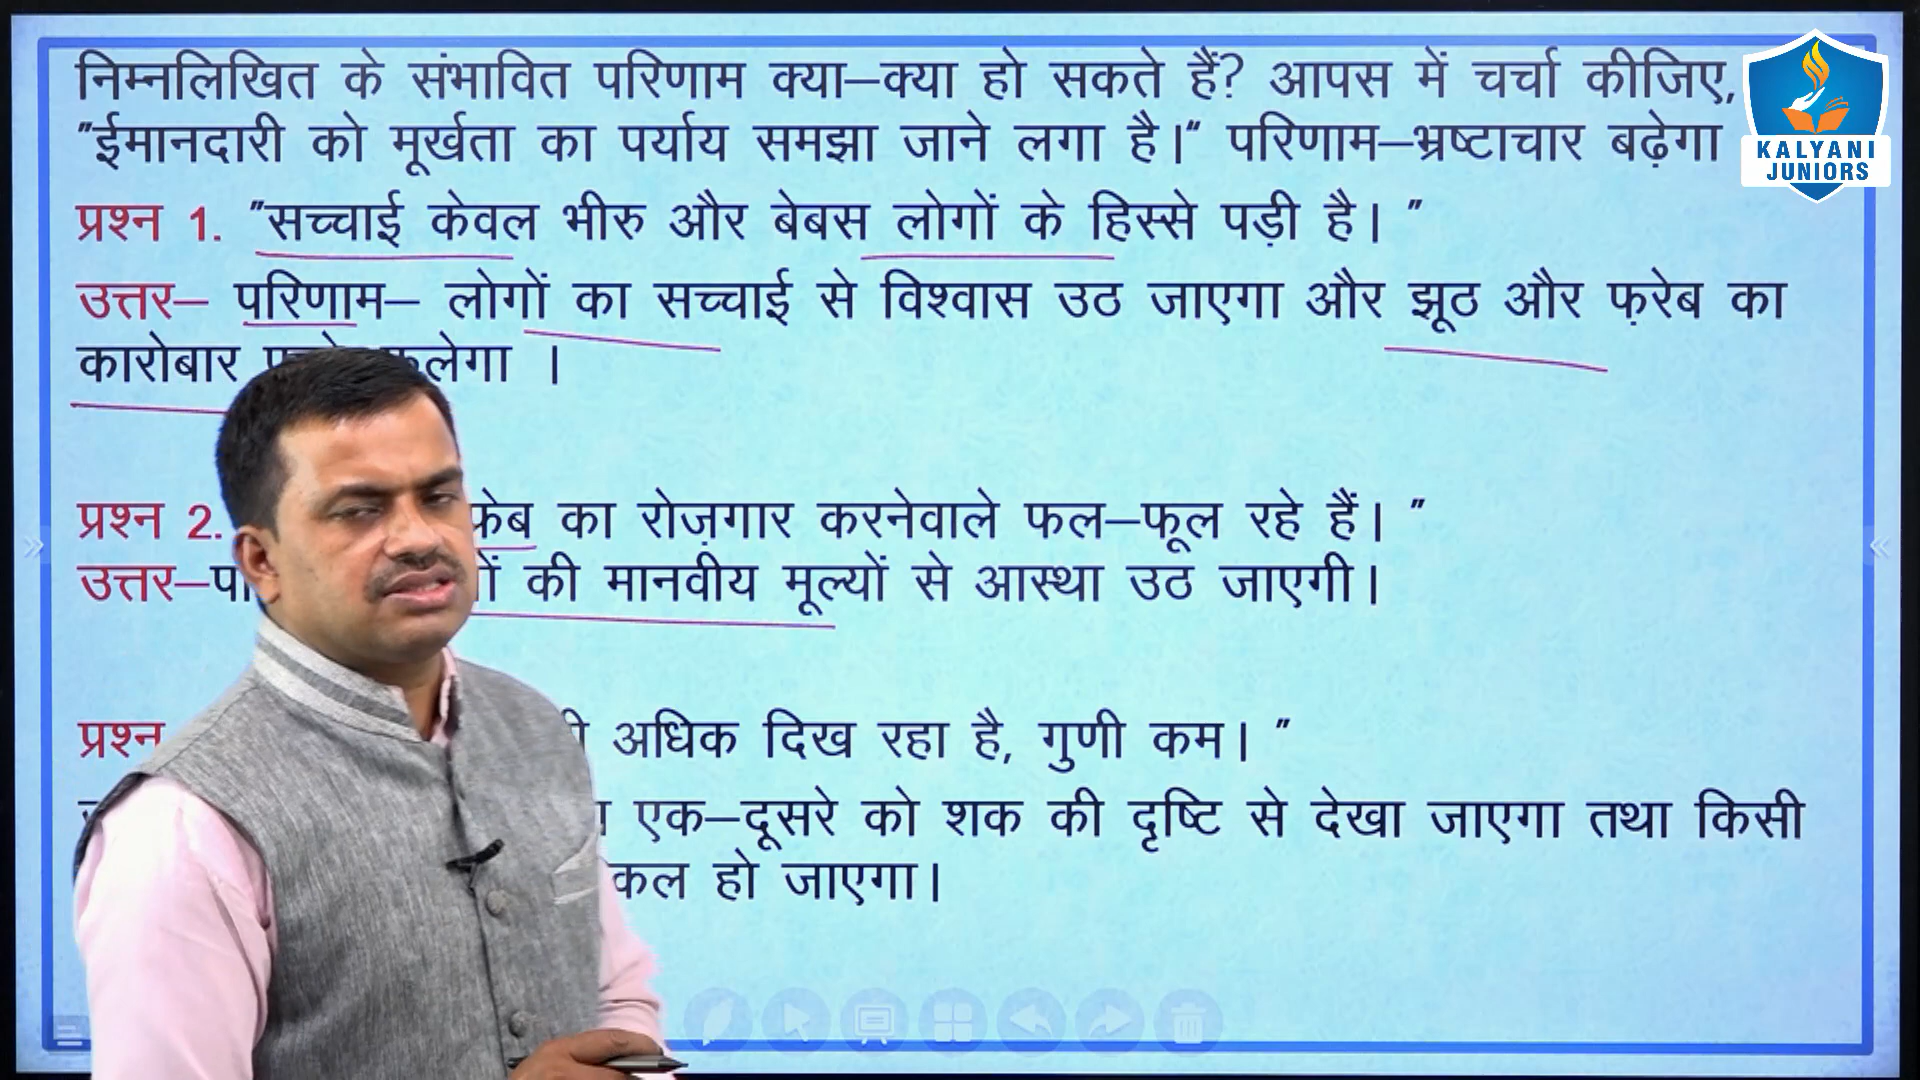 निम्नलिखित के संभावित परिणाम क्या–क्या हो सकते हैं? आपस में चर्चा कीजिए,
"ईमानदारी को मूर्खता का पर्याय समझा जाने लगा है।" परिणाम–भ्रष्टाचार बढ़ेगा
KALYANI
JUNIORS
प्रश्न 1. "सच्चाई केवल भीरु और बेबस लोगों के हिस्से पड़ी है। "
उत्तर– परिणाम– लोगों का सच्चाई से विश्वास उठ जाएगा और झूठ और फ़रेब का
कारोबार ।
प्रश्न 2. का रोज़गार करनेवाले फल–फूल रहे हैं। "
उत्तर– की मानवीय मूल्यों से आस्था उठ जाएगी।
प्रश्न अधिक दिख रहा है, गुणी कम। "
एक–दूसरे को शक की दृष्टि से देखा जाएगा तथा किसी
हो जाएगा।